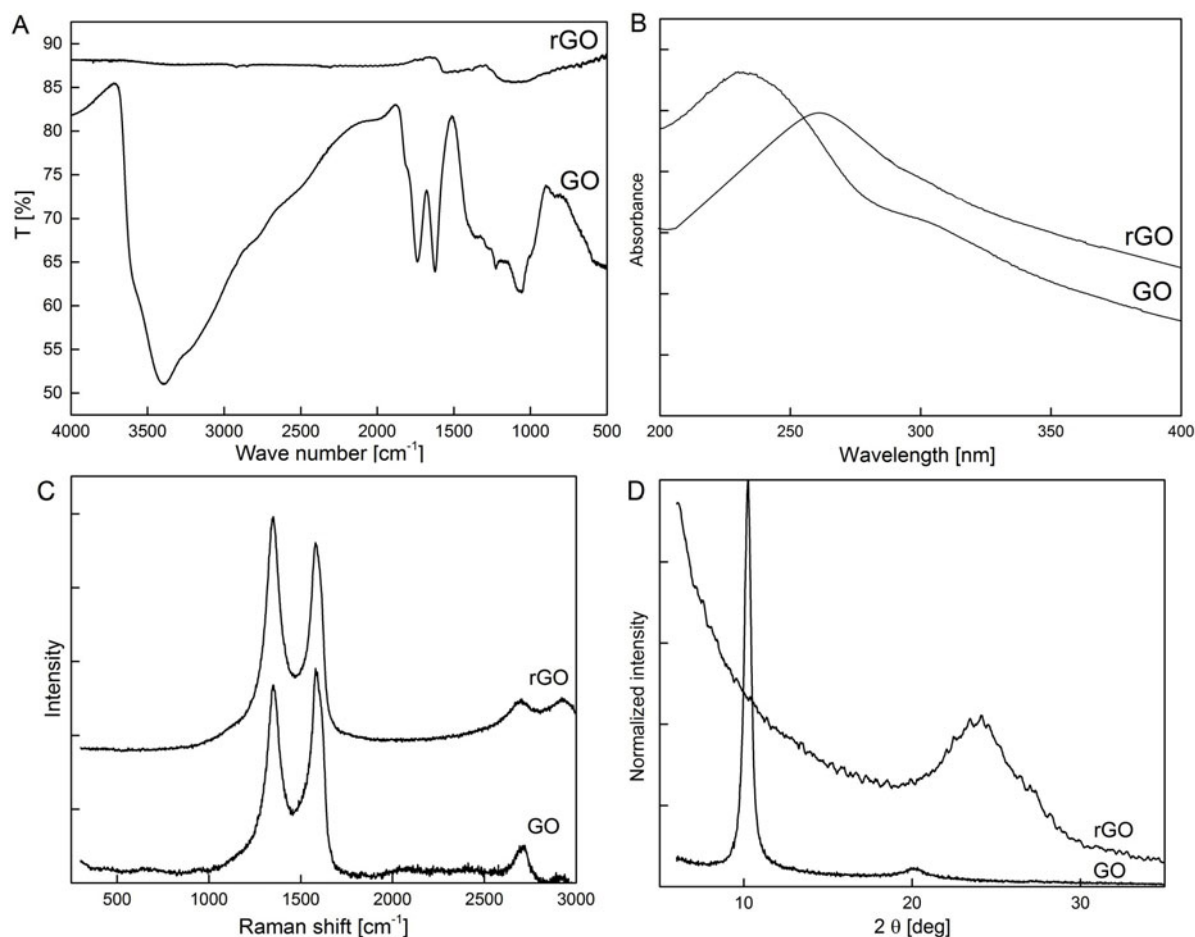 A
rGO
GO
T [%]
90
85
80
75
70
65
60
55
50
4000 3500 3000 2500 2000 1500 1000 500
Wave number [cm⁻¹]
B
rGO
GO
Absorbance
200 250 300 350 400
Wavelength [nm]
C
rGO
GO
Intensity
500 1000 1500 2000 2500 3000
Raman shift [cm⁻¹]
D
rGO
GO
Normalized intensity
10 20 30
2 θ [deg]